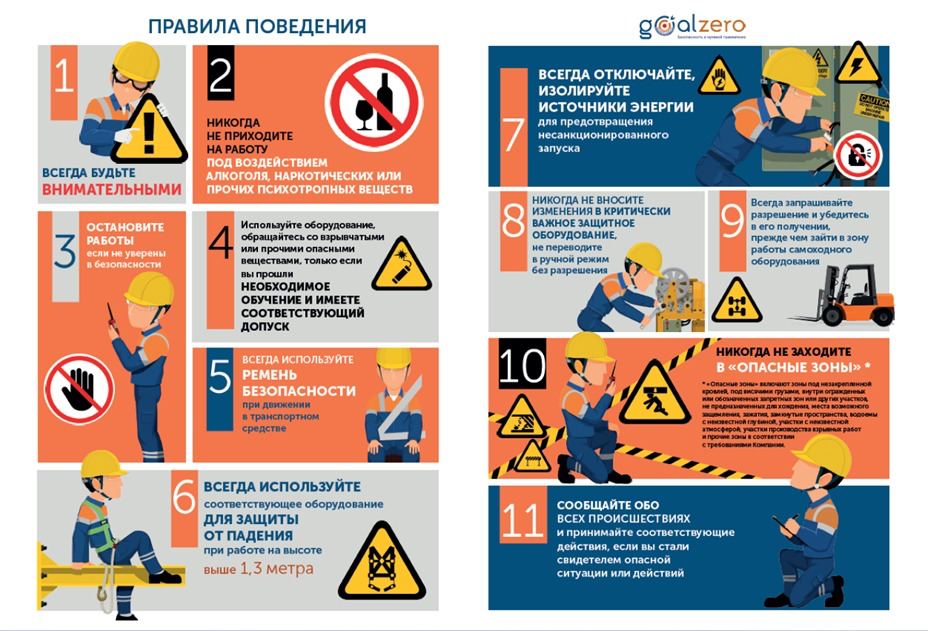 ПРАВИЛА ПОВЕДЕНИЯ
1
ВСЕГДА БУДЬТЕ
ВНИМАТЕЛЬНЫМИ
2
НИКОГДА
НЕ ПРИХОДИТЕ
НА РАБОТУ
ПОД ВОЗДЕЙСТВИЕМ
АЛКОГОЛЯ, НАРКОТИЧЕСКИХ ИЛИ
ПРОЧИХ ПСИХОТРОПНЫХ ВЕЩЕСТВ
3
ОСТАНОВИТЕ
РАБОТЫ
если не уверены
в безопасности
4
Используйте оборудование,
обращайтесь со взрывчатыми
или прочими опасными
веществами, только если
вы прошли
НЕОБХОДИМОЕ
ОБУЧЕНИЕ И ИМЕЕТЕ
СООТВЕТСТВУЮЩИЙ
ДОПУСК
5
ВСЕГДА ИСПОЛЬЗУЙТЕ
РЕМЕНЬ
БЕЗОПАСНОСТИ
при движении
в транспортном
средстве
6
ВСЕГДА ИСПОЛЬЗУЙТЕ
соответствующее оборудование
ДЛЯ ЗАЩИТЫ
ОТ ПАДЕНИЯ
при работе на высоте
выше 1,3 метра
goalzero
7
ВСЕГДА ОТКЛЮЧАЙТЕ,
ИЗОЛИРУЙТЕ
ИСТОЧНИКИ ЭНЕРГИИ
для предотвращения
несанкционированного
запуска
CAUTION
8
НИКОГДА НЕ ВНОСИТЕ
ИЗМЕНЕНИЯ В КРИТИЧЕСКИ
ВАЖНОЕ ЗАЩИТНОЕ
ОБОРУДОВАНИЕ,
не переводите
в ручной режим
без разрешения
9
Всегда запрашивайте
разрешение и убедитесь
в его получении,
прежде чем зайти в зону
работы самоходного
оборудования
10
НИКОГДА НЕ ЗАХОДИТЕ
В «ОПАСНЫЕ ЗОНЫ» *
* «Опасные зоны» включают зоны под незакрепленной
кровлей, под висячими грузами, внутри огражденных
или обозначенных запретных зон или других участков,
не предназначенных для хождения, места возможного
защемления, зажатия, замкнутые пространства, водоемы
с неизвестной глубиной, участки с неизвестной
атмосферой, участки производства взрывных работ
и прочие зоны в соответствии
с требованиями Компании.
11
СООБЩАЙТЕ ОБО
ВСЕХ ПРОИСШЕСТВИЯХ
и принимайте соответствующие
действия, если вы стали
свидетелем опасной
ситуации или действий